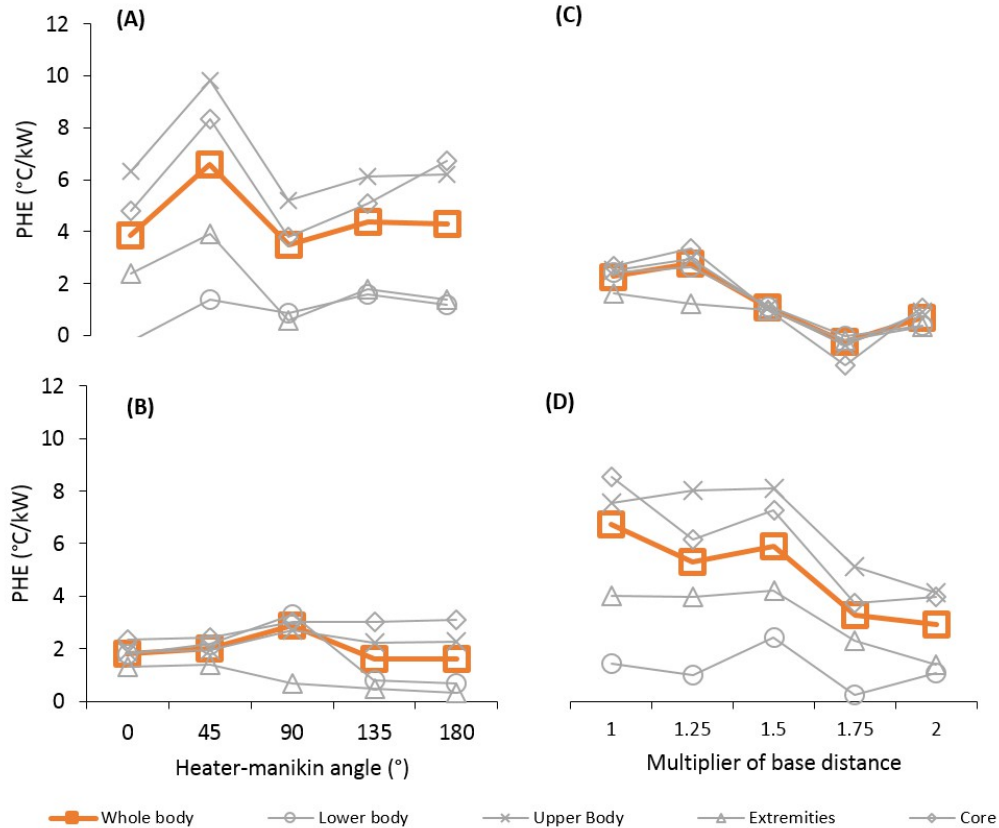 (A)
12
10
8
6
4
2
0
PHE (°C/kW)
(C)
12
10
8
6
4
2
0
PHE (°C/kW)
(B)
0 45 90 135 180
Heater-manikin angle (°)
(D)
1 1.25 1.5 1.75 2
Multiplier of base distance
Whole body Lower body Upper Body Extremities Core